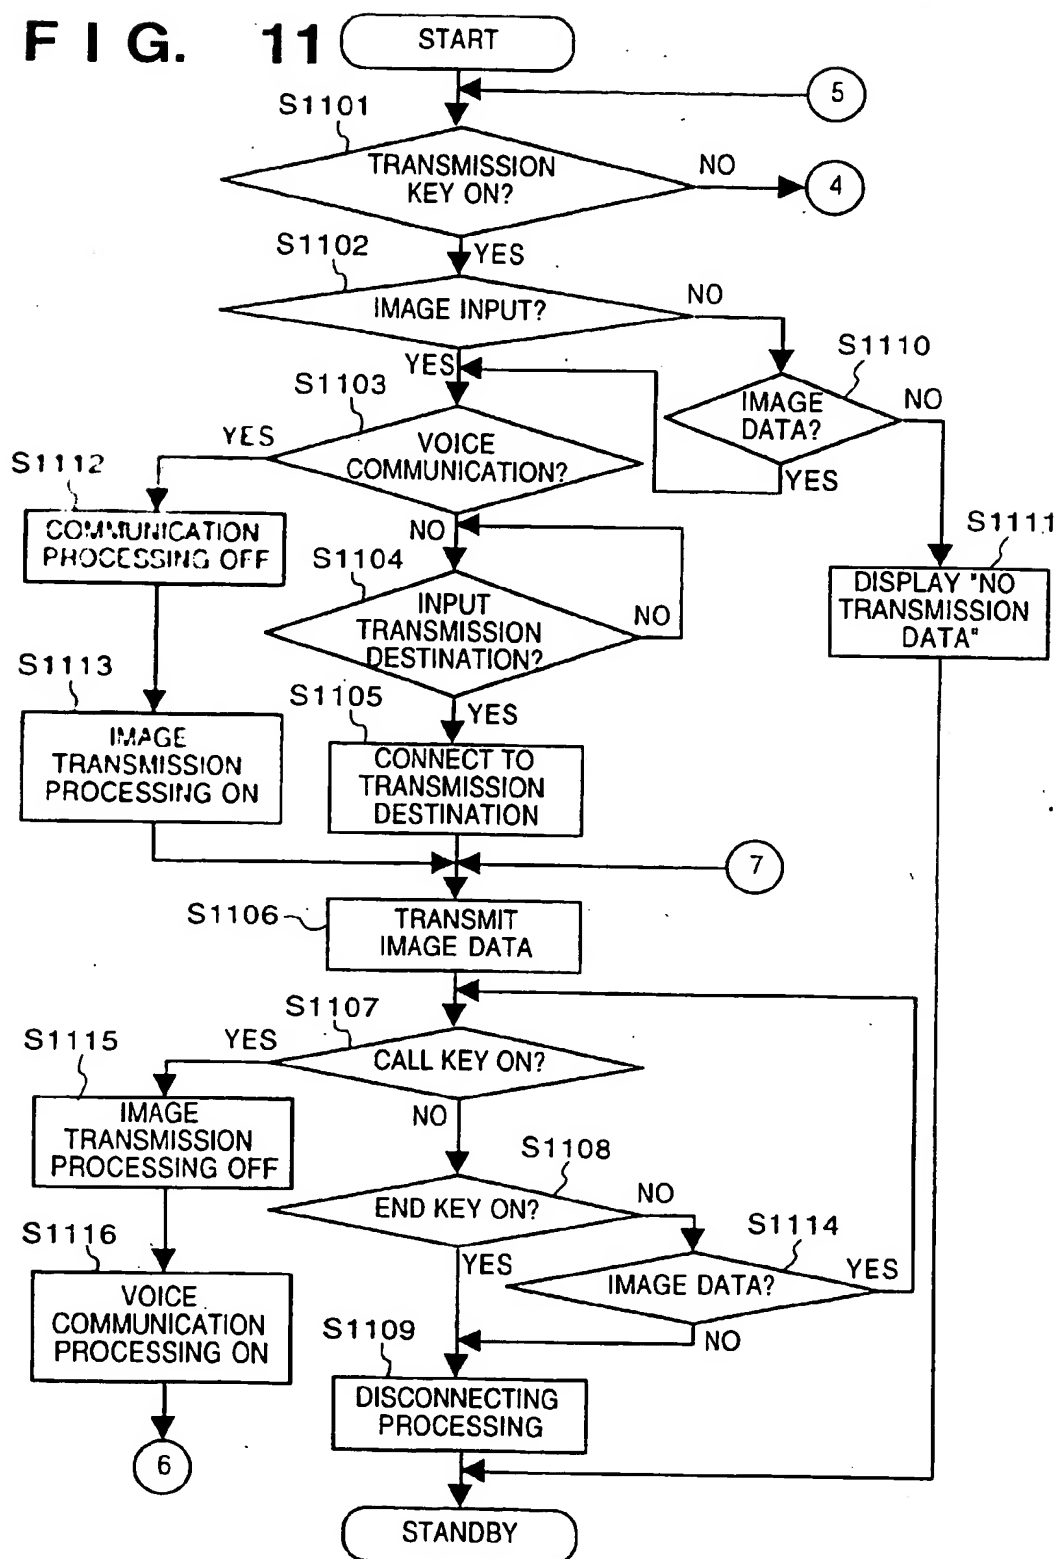 FIG. 11
START
5
S1101
TRANSMISSION
KEY ON?
NO
4
YES
S1102
IMAGE INPUT?
NO
YES
S1110
IMAGE
DATA?
NO
YES
S1103
VOICE
COMMUNICATION?
YES
NO
S1112
COMMUNICATION
PROCESSING OFF
S1111
DISPLAY "NO
TRANSMISSION
DATA"
S1104
INPUT
TRANSMISSION
DESTINATION?
NO
YES
S1113
IMAGE
TRANSMISSION
PROCESSING ON
S1105
CONNECT TO
TRANSMISSION
DESTINATION
7
S1106
TRANSMIT
IMAGE DATA
S1107
CALL KEY ON?
YES
NO
S1115
IMAGE
TRANSMISSION
PROCESSING OFF
S1108
END KEY ON?
NO
YES
S1114
IMAGE DATA?
YES
NO
S1116
VOICE
COMMUNICATION
PROCESSING ON
6
S1109
DISCONNECTING
PROCESSING
STANDBY